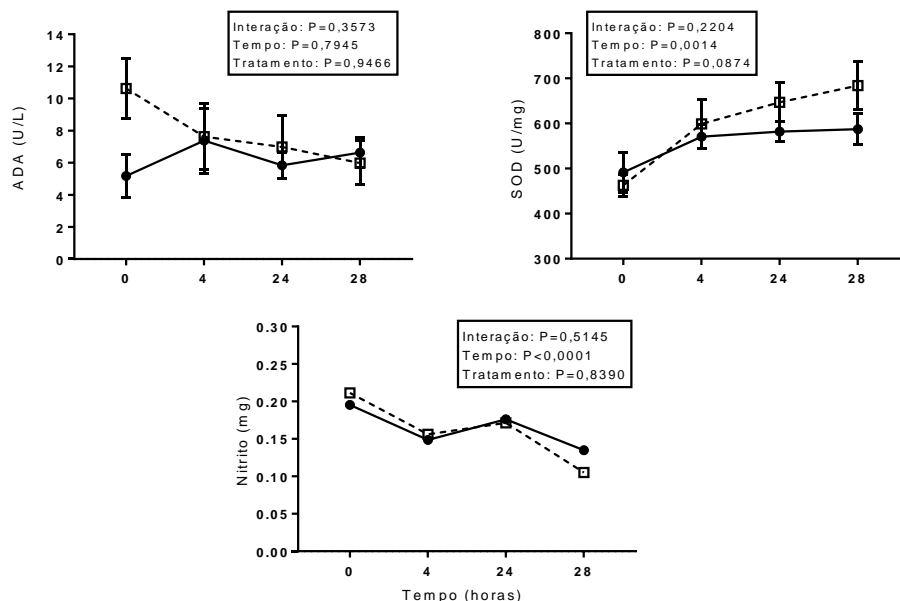 Interação: P=0,3573
Tempo: P=0,7945
Tratamento: P=0,9466
14
12
10
8
6
4
2
0
ADA (U/L)
0 4 24 28
Interação: P=0,2204
Tempo: P=0,0014
Tratamento: P=0,0874
800
700
600
500
400
300
SOD (U/mg)
0 4 24 28
Interação: P=0,5145
Tempo: P<0,0001
Tratamento: P=0,8390
0.30
0.25
0.20
0.15
0.10
0.05
0.00
Nitrito (mg)
0 4 24 28
Tempo (horas)